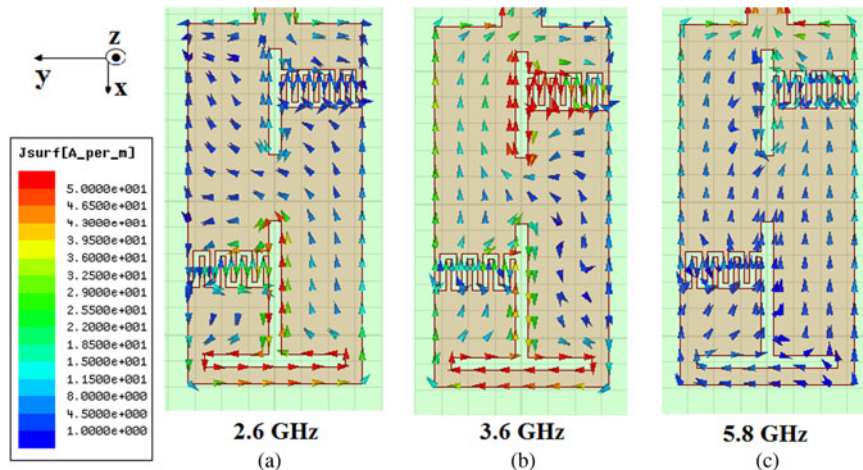 z
y
x
Jsurf[A_per_m]
5.0000e+001
4.6500e+001
4.3000e+001
3.9500e+001
3.6000e+001
3.2500e+001
2.9000e+001
2.5500e+001
2.2000e+001
1.8500e+001
1.5000e+001
1.1500e+001
8.0000e+000
4.5000e+000
1.0000e+000
2.6 GHz
3.6 GHz
5.8 GHz
(a)
(b)
(c)